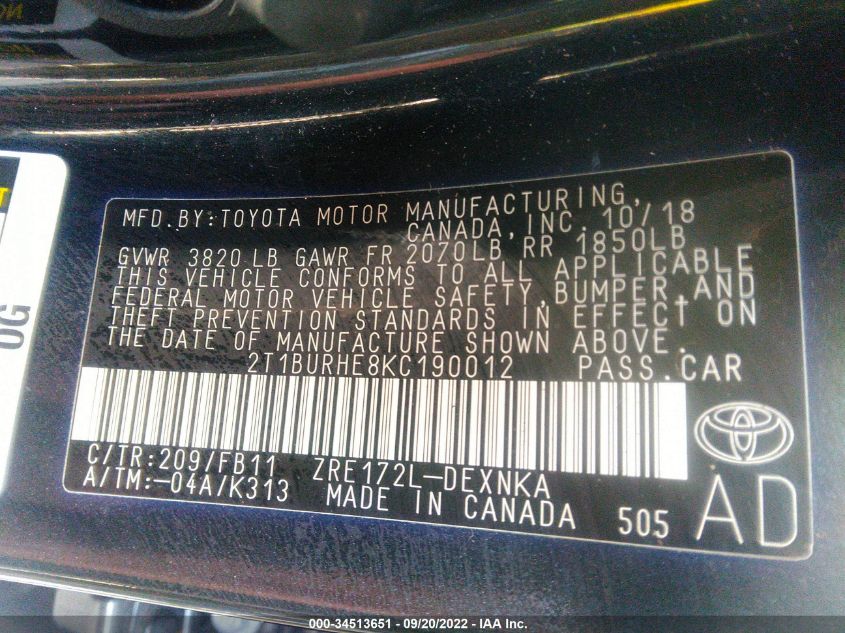 MFD.BY:TOYOTA MOTOR MANUFACTURING,
CANADA,INC. 10/18
GVWR 3820 LB GAWR FR 2070LB RR 1850LB
THIS VEHICLE CONFORMS TO ALL APPLICABLE
FEDERAL MOTOR VEHICLE SAFETY,BUMPER,AND
THEFT PREVENTION STANDARDS IN EFFECT ON
THE DATE OF MANUFACTURE SHOWN ABOVE.
2T1BURHE8KC190012 PASS.CAR
C/TR:209/FB11 ZRE172L-DEXNKA
A/TM:-04A/K313 MADE IN CANADA 505
AD
OG
000-34513651 - 09/20/2022 - IAA Inc.